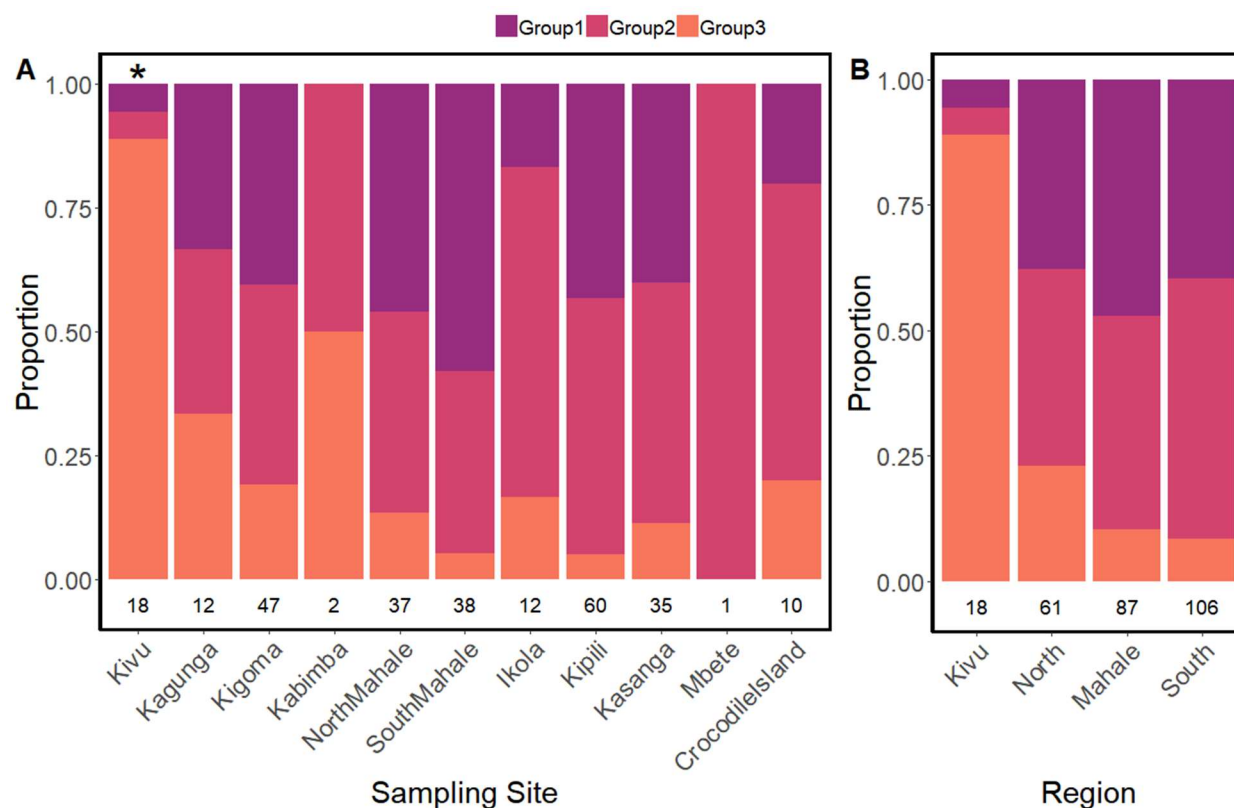 Group1 Group2 Group3
A
*
Proportion
1.00
0.75
0.50
0.25
0.00
18 12 47 2 37 38 12 60 35 1 10
Kivu Kagunga Kigoma Kabimba NorthMahale SouthMahale Ikola Kipili Kasanga Mbete CrocodileIsland
Sampling Site
B
Proportion
1.00
0.75
0.50
0.25
0.00
18 61 87 106
Kivu North Mahale South
Region